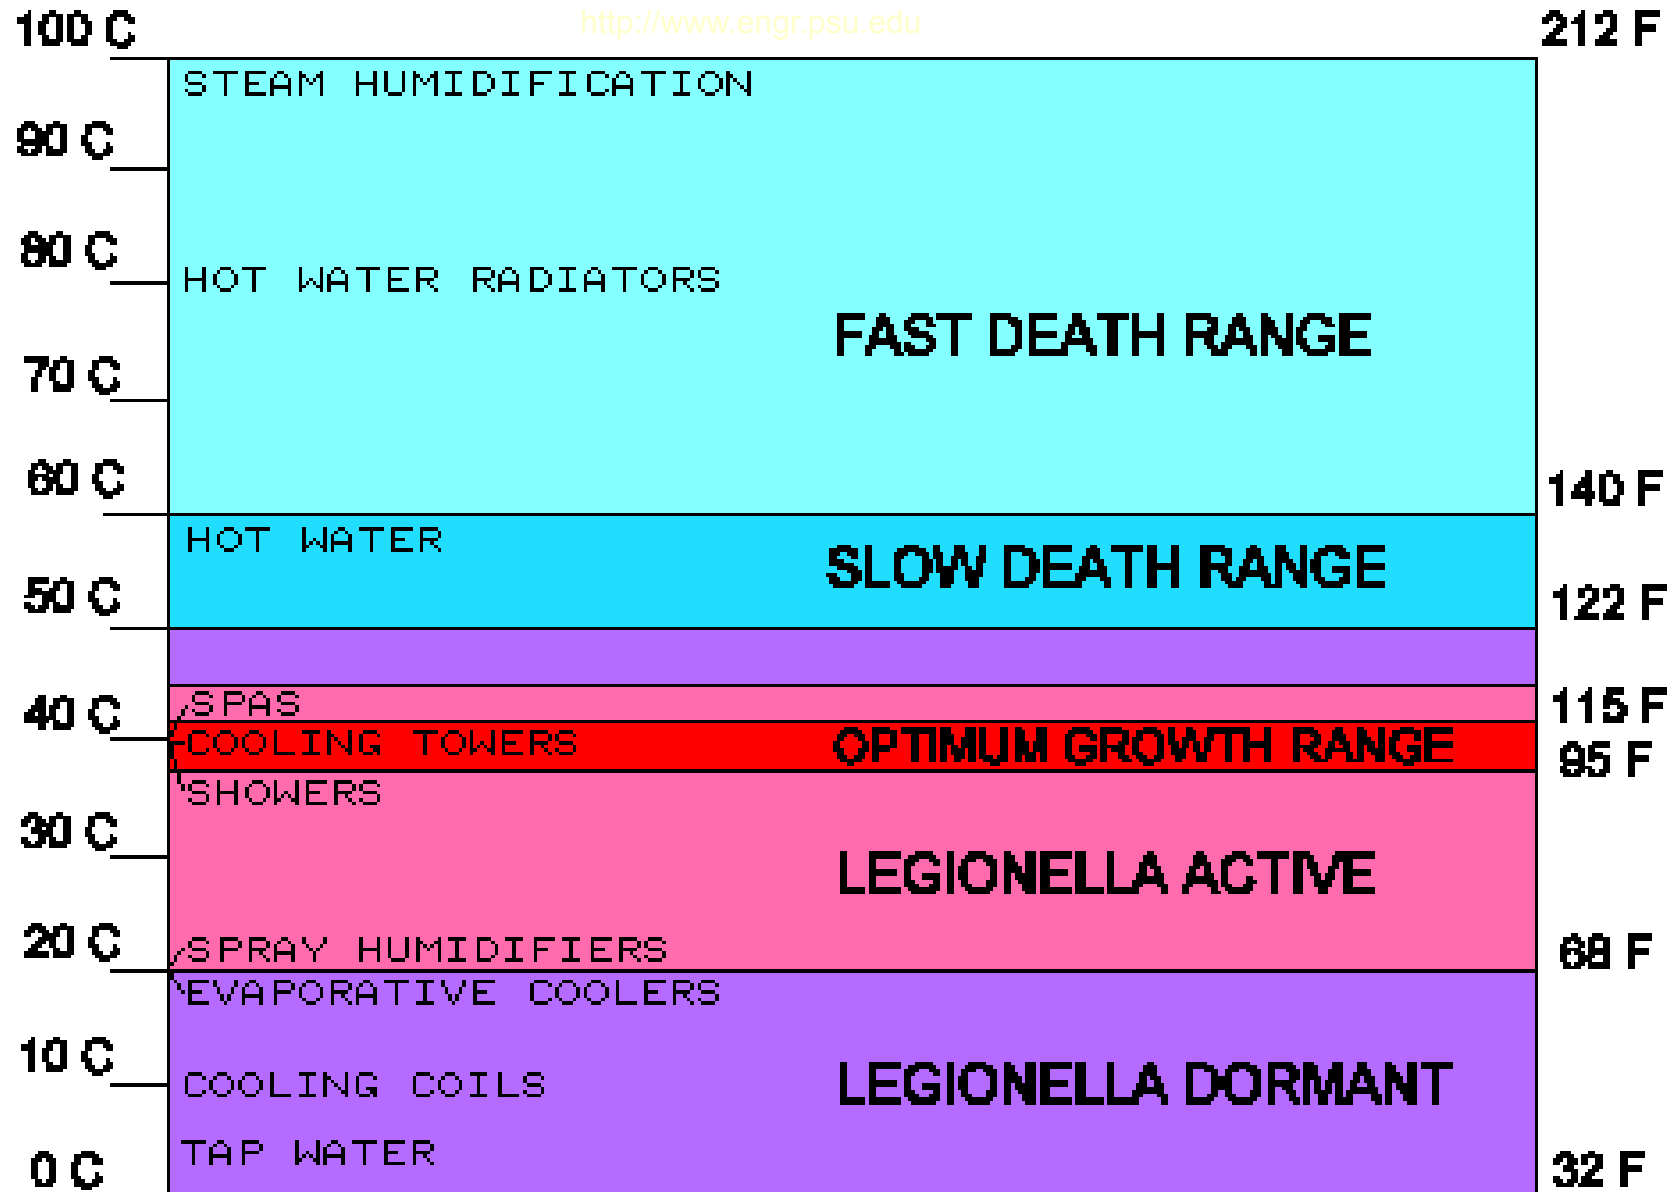 http://www.engr.psu.edu
100 C 212 F
STEAM HUMIDIFICATION
90 C
80 C
HOT WATER RADIATORS
FAST DEATH RANGE
70 C
60 C 140 F
HOT WATER
SLOW DEATH RANGE
50 C 122 F
SPAS
40 C 115 F
COOLING TOWERS OPTIMUM GROWTH RANGE
95 F
SHOWERS
30 C
LEGIONELLA ACTIVE
20 C SPRAY HUMIDIFIERS 68 F
EVAPORATIVE COOLERS
10 C
COOLING COILS LEGIONELLA DORMANT
TAP WATER
0 C 32 F